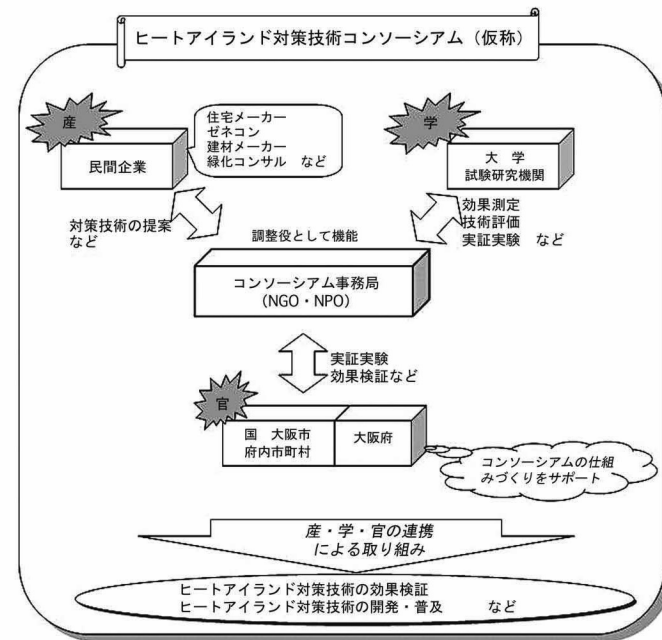 ヒートアイランド対策技術コンソーシアム（仮称）
産
民間企業
住宅メーカー
ゼネコン
建材メーカー
緑化コンサル　など
学
大　学
試験研究機関
対策技術の提案
など
効果測定
技術評価
実証実験　など
調整役として機能
コンソーシアム事務局
（NGO・NPO）
実証実験
効果検証など
官
国　大阪市
府内市町村
大阪府
コンソーシアムの仕組
みづくりをサポート
産・学・官の連携
による取り組み
ヒートアイランド対策技術の効果検証
ヒートアイランド対策技術の開発・普及　　など